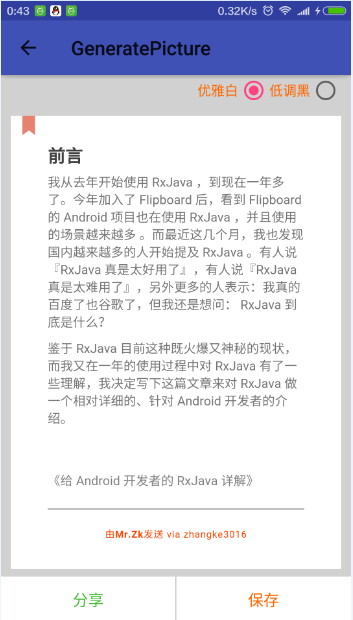 0:43 0.32K/s
GeneratePicture
优雅白 低调黑
前言
我从去年开始使用 RxJava ，到现在一年多
了。今年加入了 Flipboard 后，看到 Flipboard
的 Android 项目也在使用 RxJava ，并且使用
的场景越来越多 。而最近这几个月，我也发现
国内越来越多的人开始提及 RxJava 。有人说
『RxJava 真是太好用了』，有人说『RxJava
真是太难用了』，另外更多的人表示：我真的
百度了也谷歌了，但我还是想问： RxJava 到
底是什么？
鉴于 RxJava 目前这种既火爆又神秘的现状，
而我又在一年的使用过程中对 RxJava 有了一
些理解，我决定写下这篇文章来对 RxJava 做
一个相对详细的、针对 Android 开发者的介
绍。
《给 Android 开发者的 RxJava 详解》
由Mr.Zk发送 via zhangke3016
分享 保存